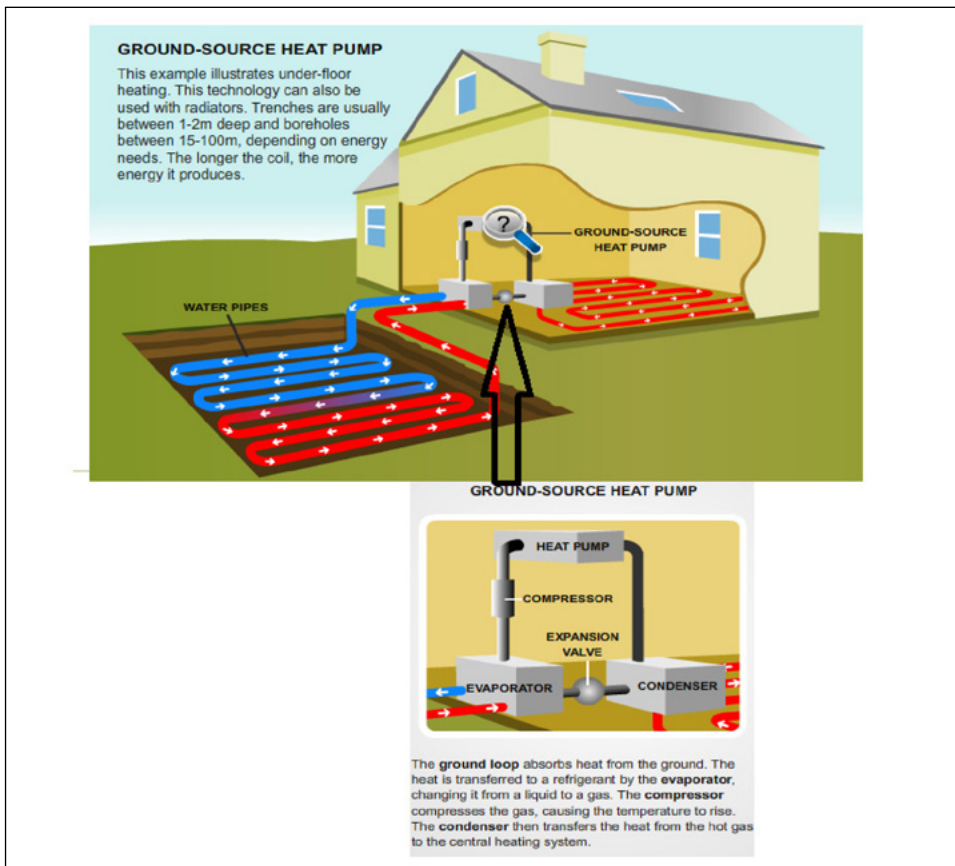 GROUND-SOURCE HEAT PUMP
This example illustrates under-floor
heating. This technology can also be
used with radiators. Trenches are usually
between 1-2m deep and boreholes
between 15-100m, depending on energy
needs. The longer the coil, the more
energy it produces.
?
GROUND-SOURCE
HEAT PUMP
WATER PIPES
GROUND-SOURCE HEAT PUMP
HEAT PUMP
COMPRESSOR
EXPANSION
VALVE
EVAPORATOR
CONDENSER
The ground loop absorbs heat from the ground. The
heat is transferred to a refrigerant by the evaporator,
changing it from a liquid to a gas. The compressor
compresses the gas, causing the temperature to rise.
The condenser then transfers the heat from the hot gas
to the central heating system.